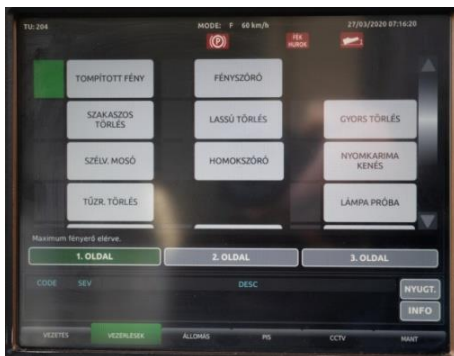 TU: 204
MODE: F 60 km/h
27/03/2020 07:16:20
(P)
FÉK
HUROK
TOMPÍTOTT FÉNY
FÉNYSZÓRÓ
SZAKASZOS
TÖRLÉS
LASSÚ TÖRLÉS
GYORS TÖRLÉS
SZÉLV. MOSÓ
HOMOKSZÓRÓ
NYOMKARIMA
KENÉS
TŰZR. TÖRLÉS
LÁMPA PRÓBA
Maximum fényerő elérve.
1. OLDAL
2. OLDAL
3. OLDAL
CODE SEV DESC
NYUGT.
INFO
VEZETÉS
VEZÉRLÉSEK
ÁLLOMÁS
PIS
CCTV
MANT